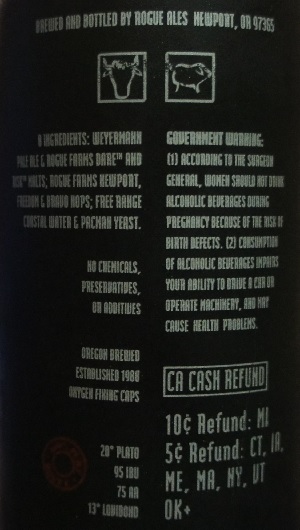 BREWED AND BOTTLED BY ROGUE ALES NEWPORT, OR 97365
8 INGREDIENTS: WEYERMANN
PALE ALE & ROGUE FARMS DARE™ AND
RISK™ MALTS; ROGUE FARMS NEWPORT,
FREEDOM & BRAVO HOPS; FREE RANGE
COASTAL WATER & PACMAN YEAST.
NO CHEMICALS,
PRESERVATIVES,
OR ADDITIVES
OREGON BREWED
ESTABLISHED 1988
OXYGEN FIXING CAPS
28° PLATO
95 IBU
75 AA
13° LOVIBOND
GOVERNMENT WARNING:
(1) ACCORDING TO THE SURGEON
GENERAL, WOMEN SHOULD NOT DRINK
ALCOHOLIC BEVERAGES DURING
PREGNANCY BECAUSE OF THE RISK OF
BIRTH DEFECTS. (2) CONSUMPTION
OF ALCOHOLIC BEVERAGES IMPAIRS
YOUR ABILITY TO DRIVE A CAR OR
OPERATE MACHINERY, AND MAY
CAUSE HEALTH PROBLEMS.
CA CASH REFUND
10¢ Refund: MI
5¢ Refund: CT, IA,
ME, MA, NY, VT
OK+